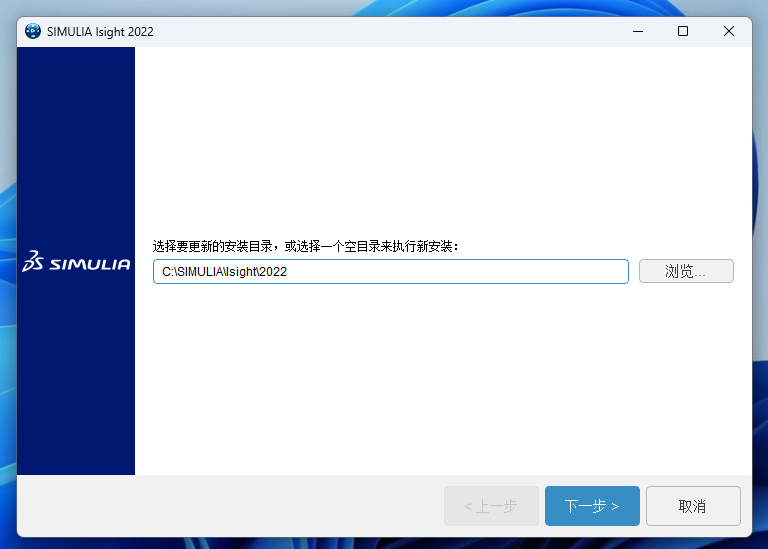 SIMULIA Isight 2022
选择要更新的安装目录，或选择一个空目录来执行新安装：
C:\SIMULIA\Isight\2022
浏览...
SIMULIA
< 上一步
下一步 >
取消